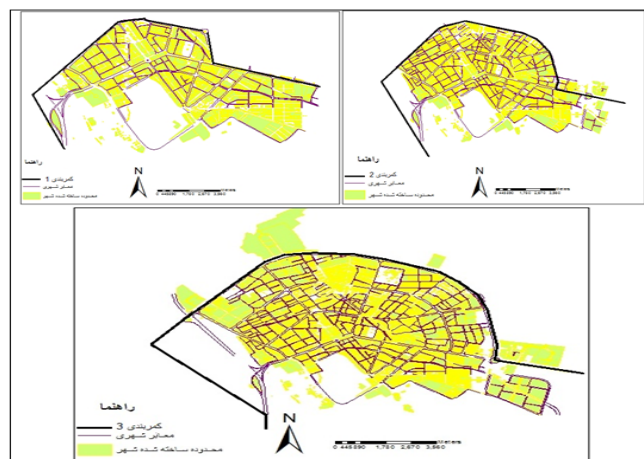 راهنما
کمربندی 1
معابر شهری
محدوده ساخته شده شهر
N
راهنما
کمربندی 2
معابر شهری
محدوده ساخته شده شهر
N
راهنما
کمربندی 3
معابر شهری
محدوده ساخته شده شهر
N
Meters